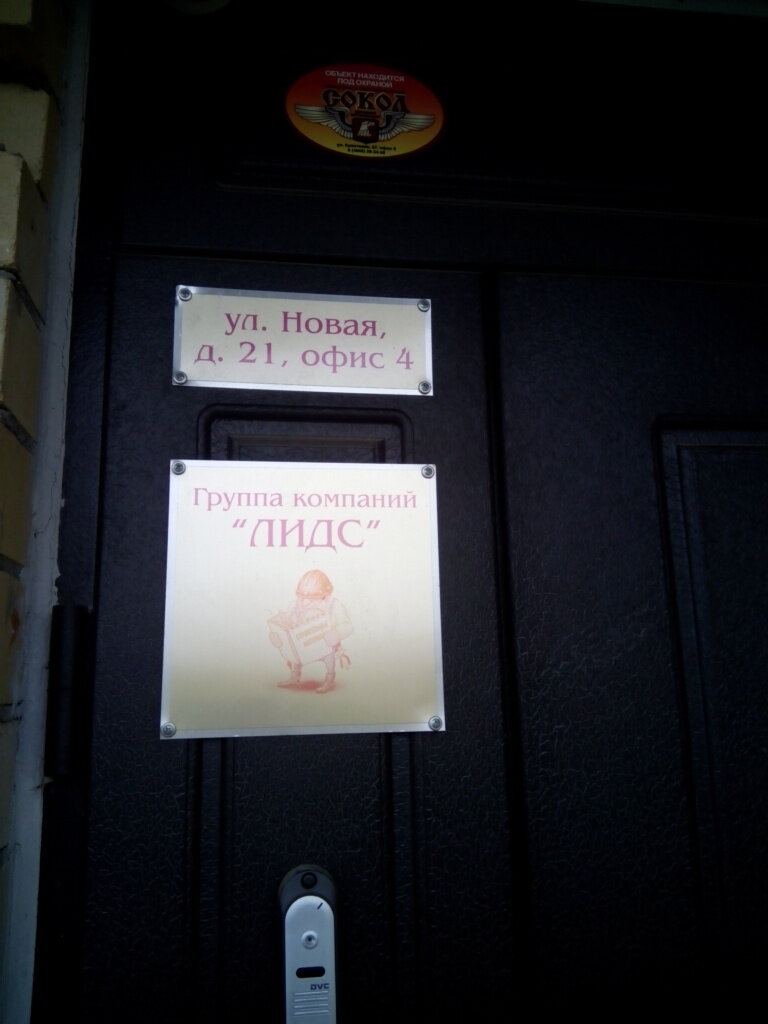 ОБЪЕКТ НАХОДИТСЯ
ПОД ОХРАНОЙ
СОКОЛ
ул. Новая,
д. 21, офис 4
Группа компаний
"ЛИДС"
DVC